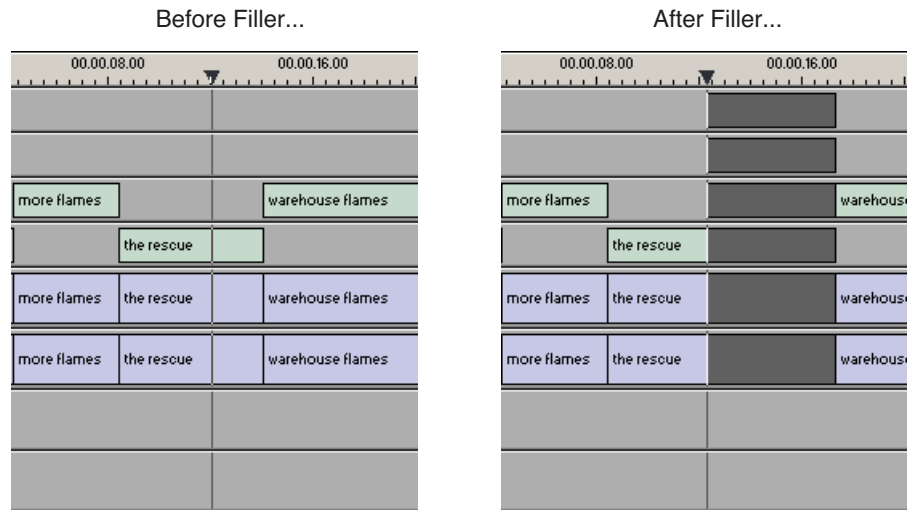 Before Filler...
After Filler...
00.00.08.00 00.00.16.00
more flames warehouse flames
the rescue
more flames the rescue warehouse flames
more flames the rescue warehouse flames
00.00.08.00 00.00.16.00
more flames warehouse
the rescue
more flames the rescue warehouse
more flames the rescue warehouse